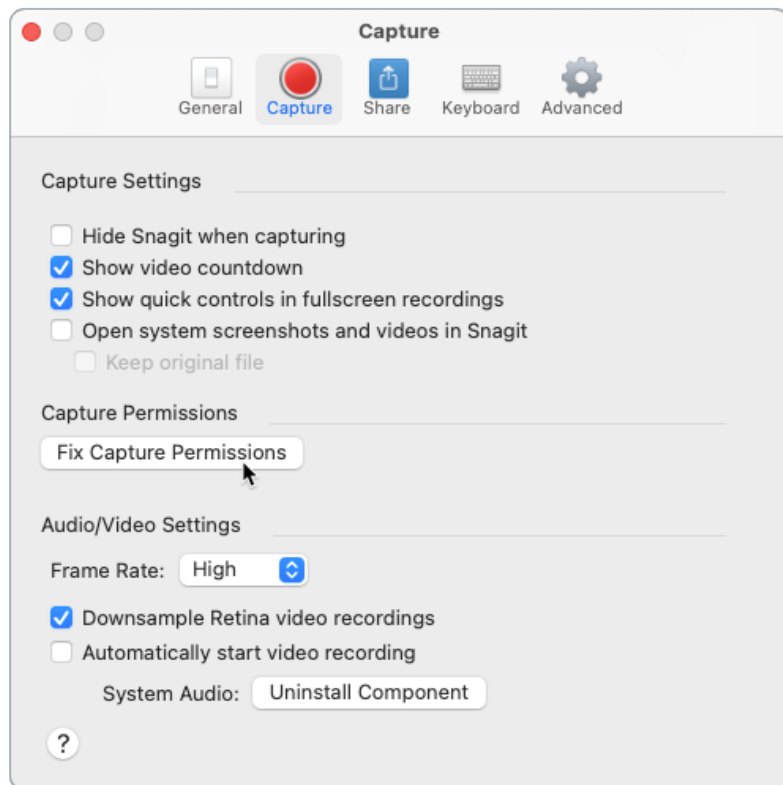 Capture
General Capture Share Keyboard Advanced
Capture Settings
Hide Snagit when capturing
Show video countdown
Show quick controls in fullscreen recordings
Open system screenshots and videos in Snagit
Keep original file
Capture Permissions
Fix Capture Permissions
Audio/Video Settings
Frame Rate: High
Downsample Retina video recordings
Automatically start video recording
System Audio: Uninstall Component
?